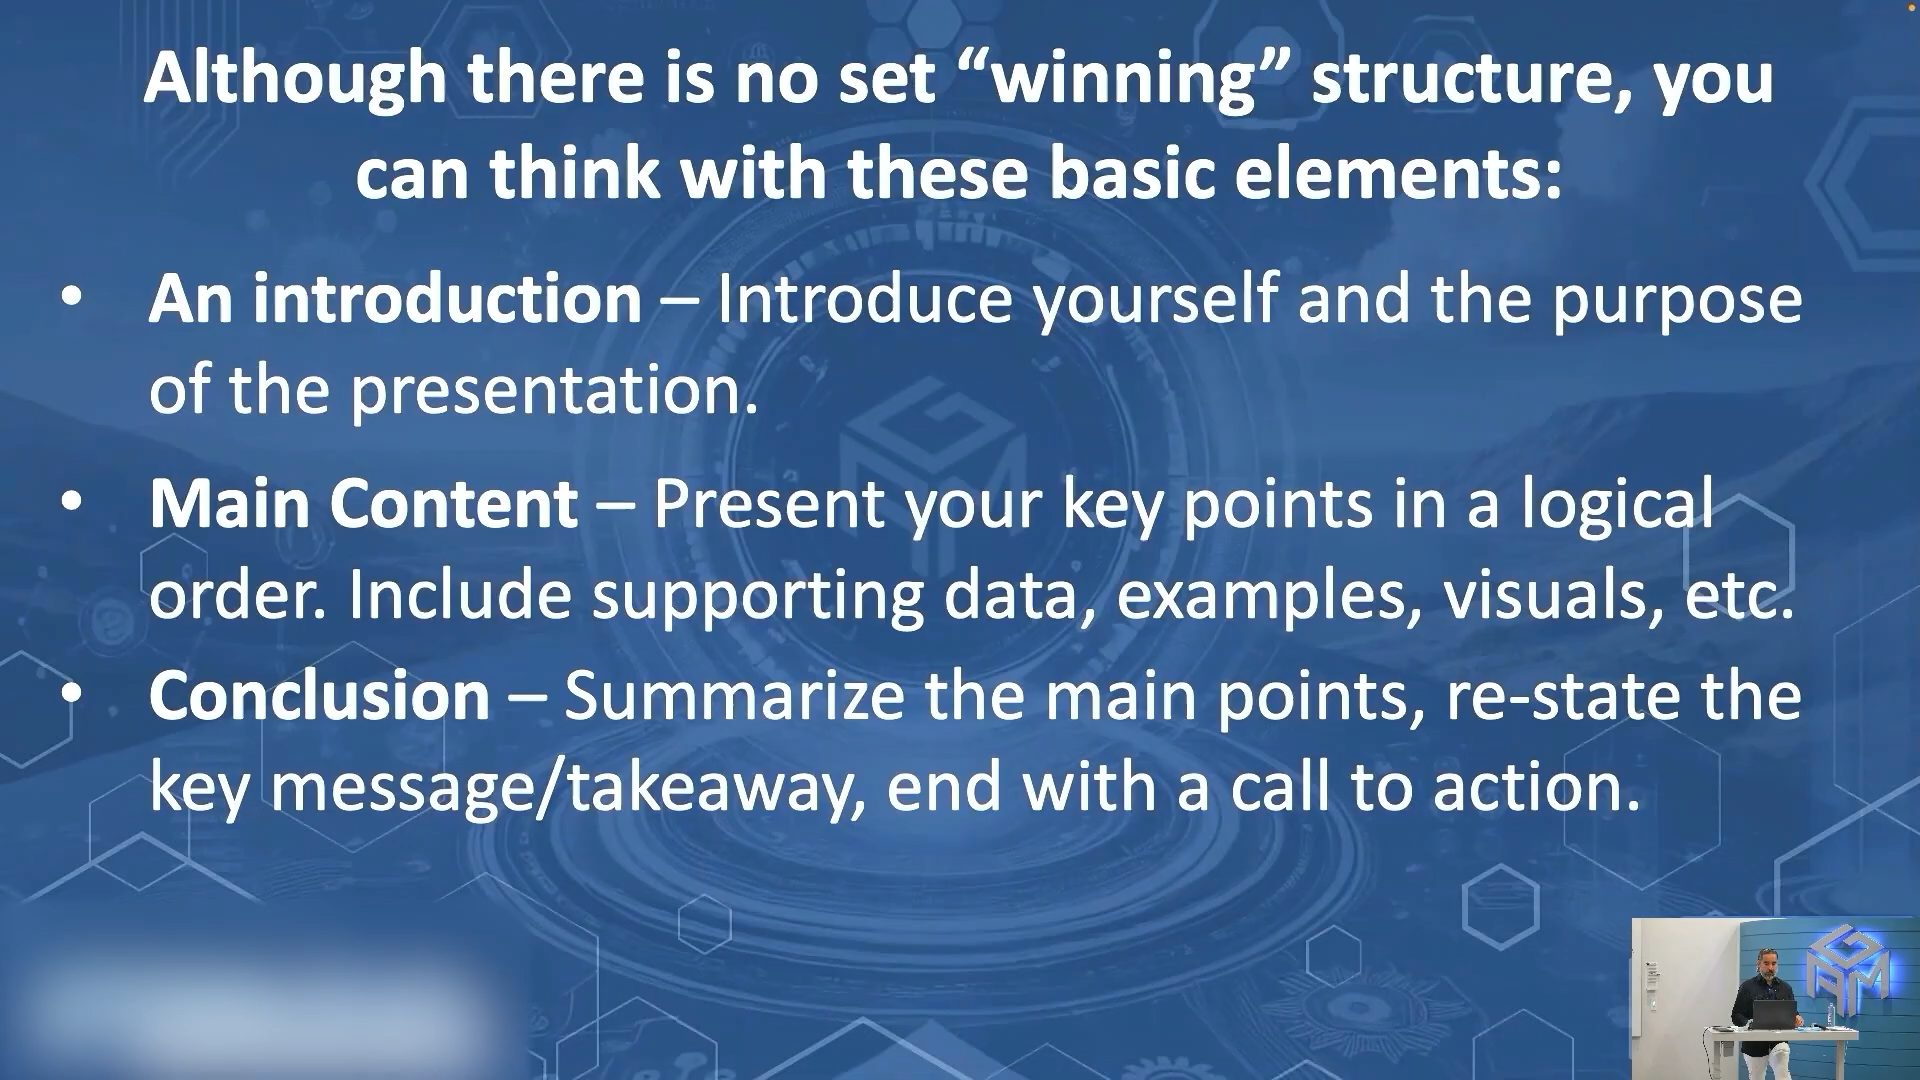 Although there is no set “winning” structure, you
can think with these basic elements:
• An introduction – Introduce yourself and the purpose
of the presentation.
• Main Content – Present your key points in a logical
order. Include supporting data, examples, visuals, etc.
• Conclusion – Summarize the main points, re-state the
key message/takeaway, end with a call to action.